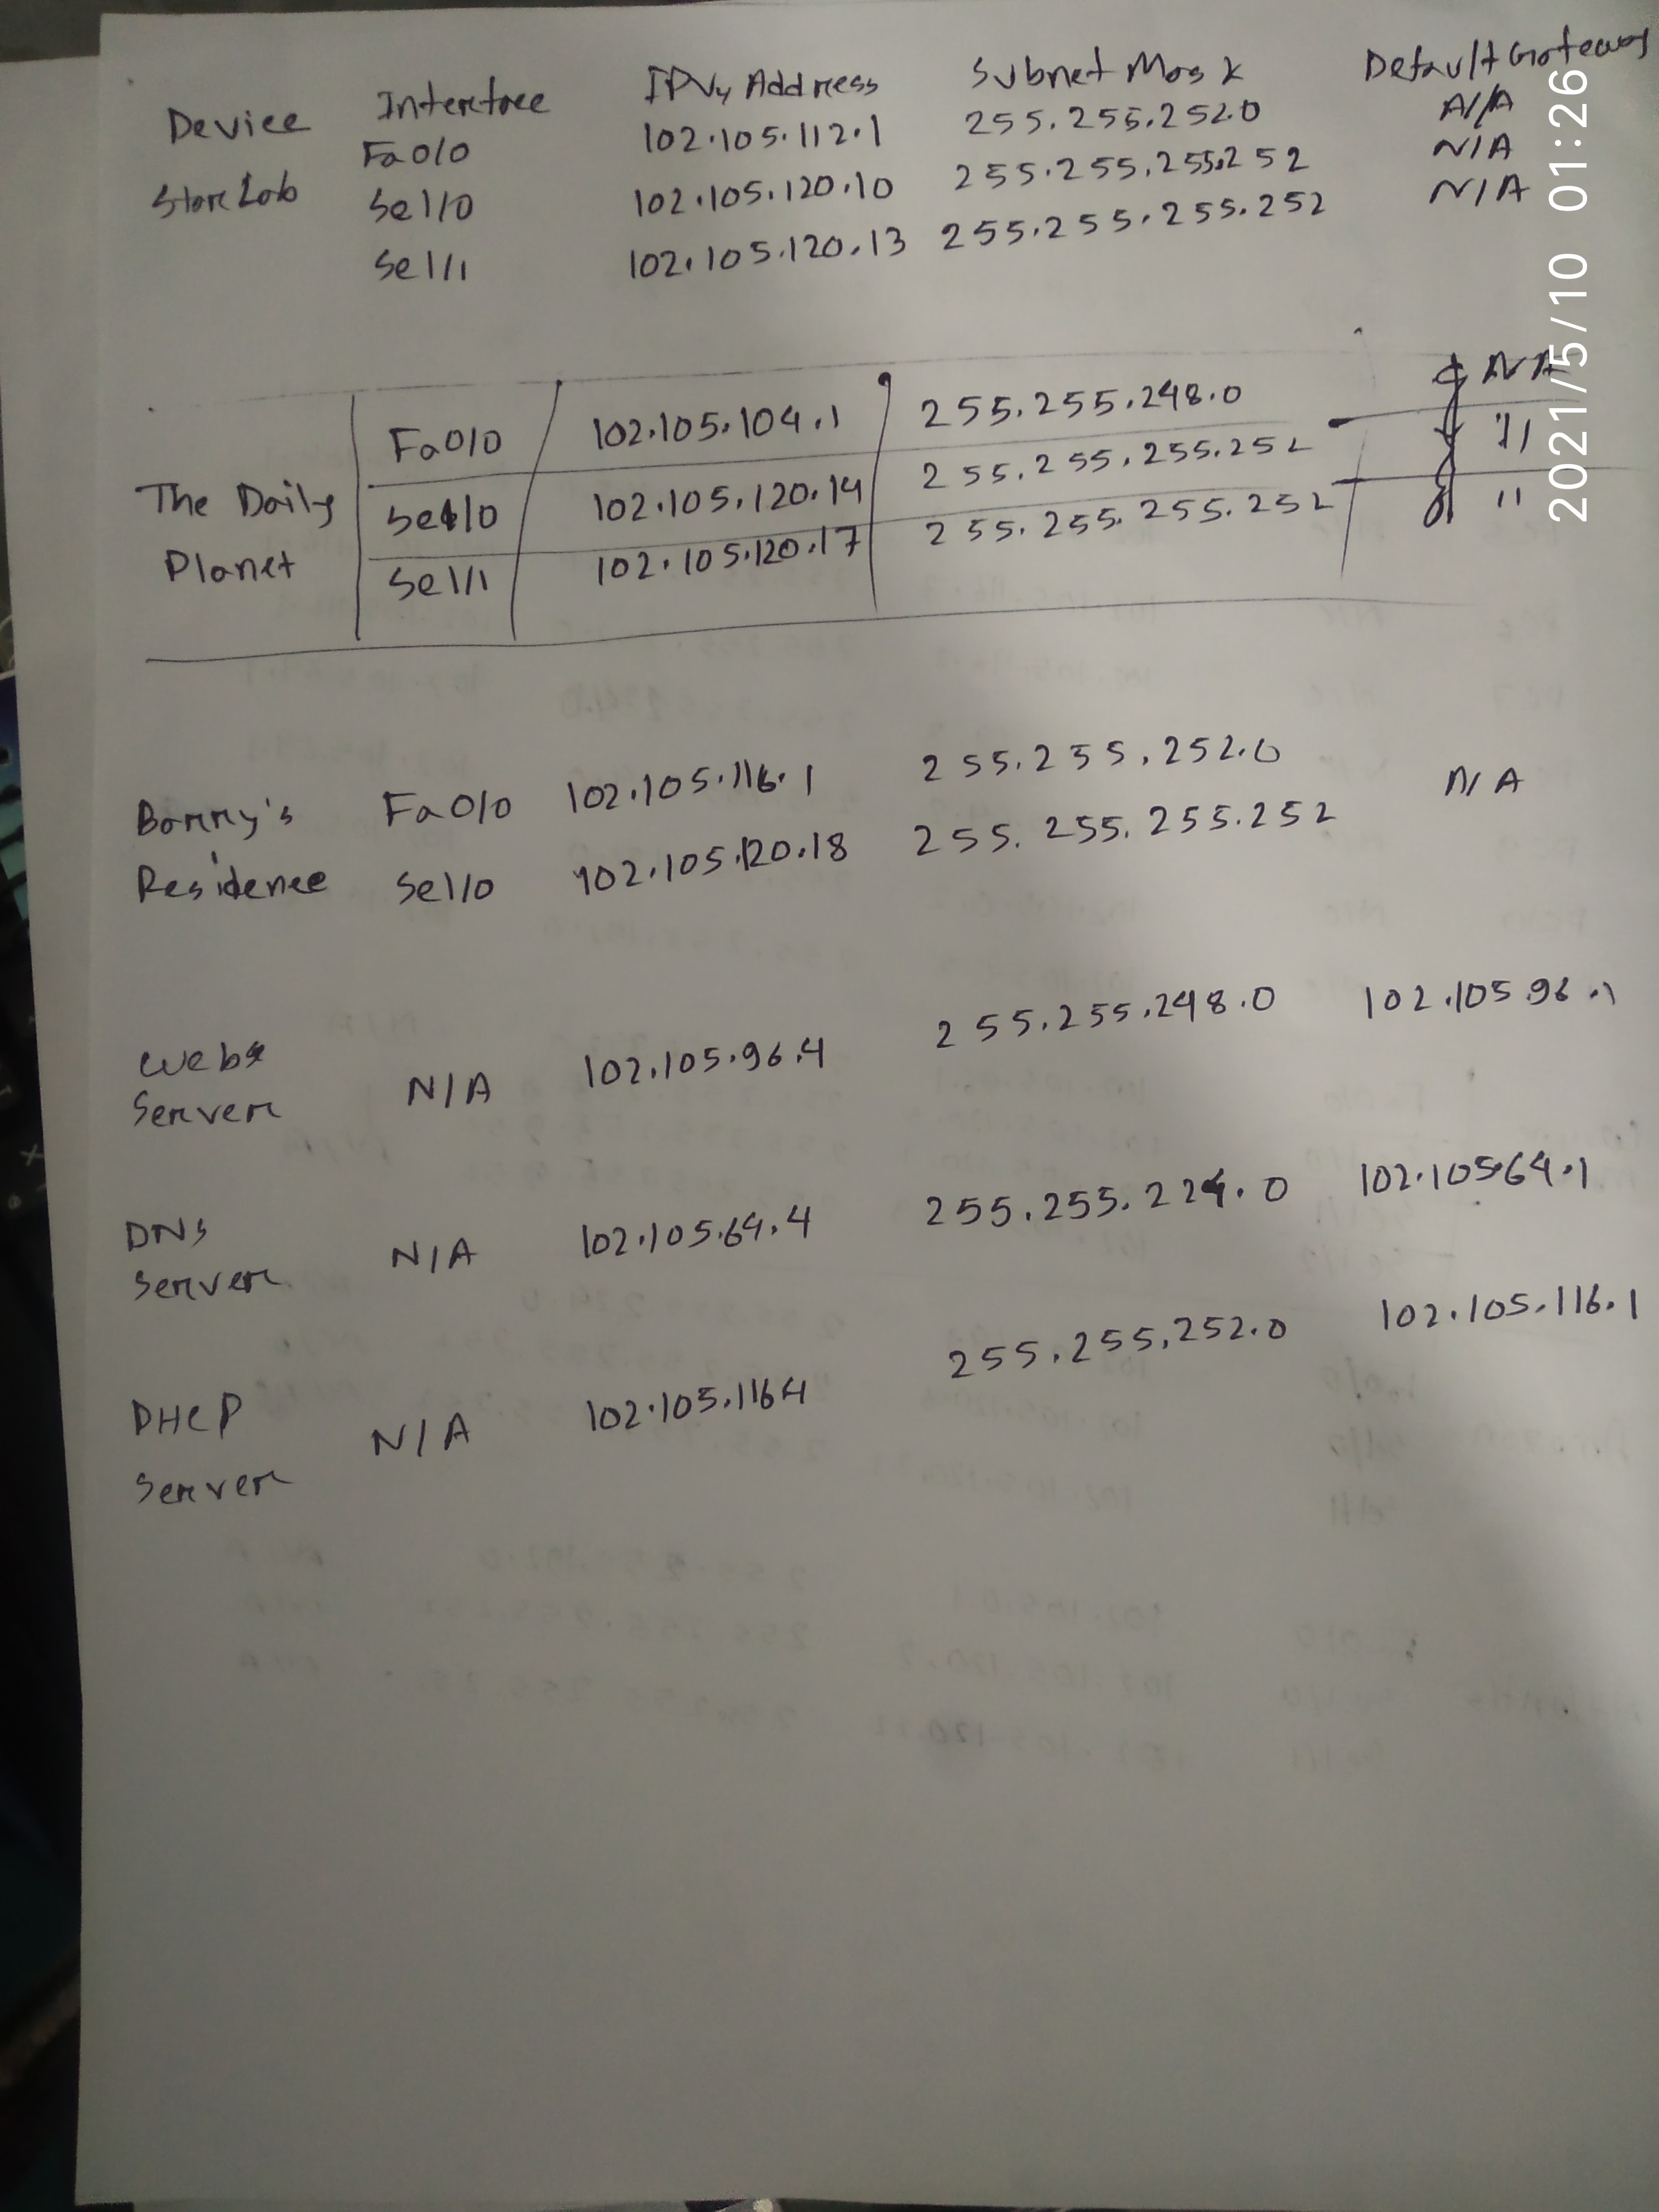 Device Interface IPv4 Address Subnet Mask Default Gateway
Fa0/0 102.105.112.1 255.255.252.0 N/A
Star Lab Se1/0 102.105.120.10 255.255.255.252 N/A
Se1/1 102.105.120.13 255.255.255.252 N/A
Fa0/0 102.105.104.1 255.255.248.0 N/A
The Daily Se1/0 102.105.120.14 255.255.255.252 "
Planet Se1/1 102.105.120.17 255.255.255.252 "
Barry's Fa0/0 102.105.116.1 255.255.252.0 N/A
Residence Se1/0 102.105.120.18 255.255.255.252
Web
Server N/A 102.105.96.4 255.255.248.0 102.105.96.1
DNS
Server N/A 102.105.64.4 255.255.224.0 102.105.64.1
DHCP
Server N/A 102.105.116.4 255.255.252.0 102.105.116.1
2021/5/10 01:26